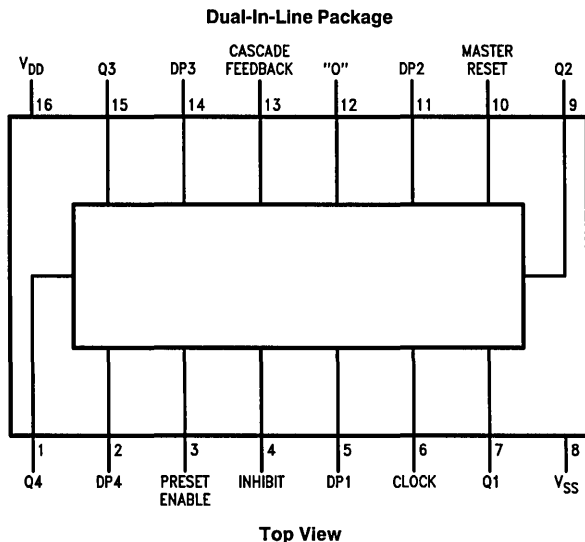 Dual-In-Line Package
V_DD Q3 DP3 CASCADE FEEDBACK "O" DP2 MASTER RESET Q2
16 15 14 13 12 11 10 9
1 2 3 4 5 6 7 8
Q4 DP4 PRESET ENABLE INHIBIT DP1 CLOCK Q1 V_SS
Top View